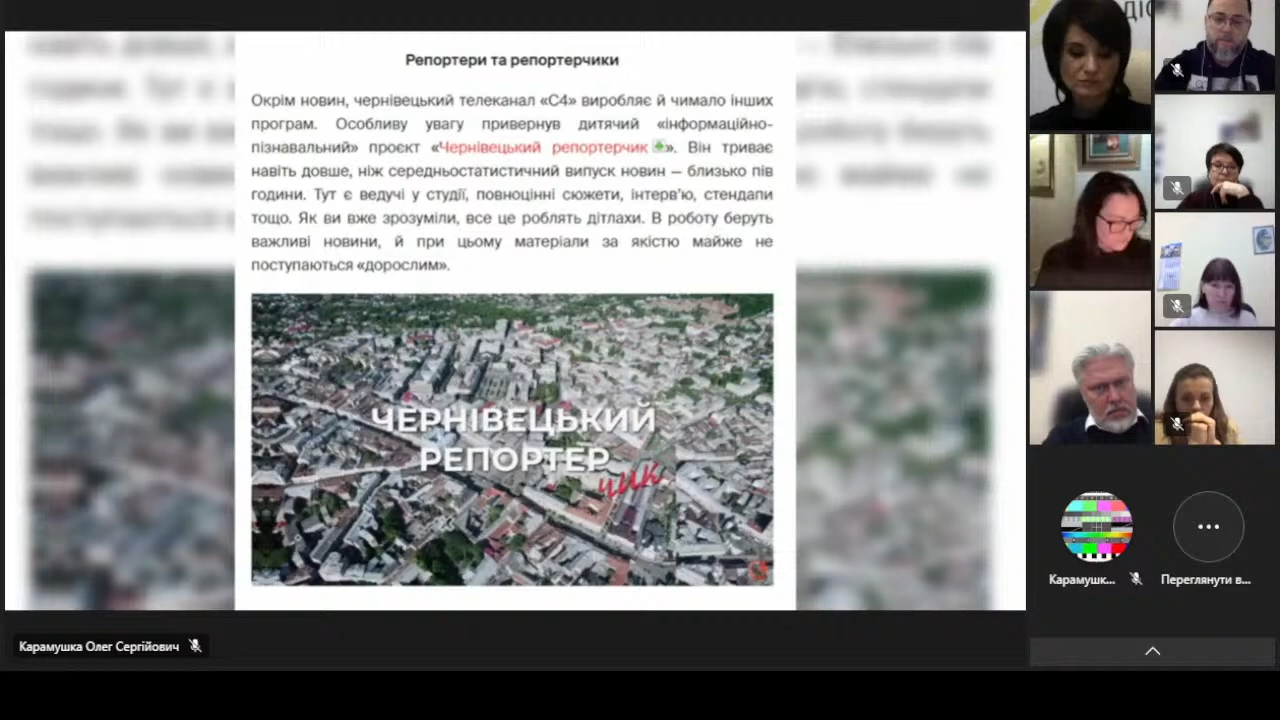 Репортери та репортерчики
Окрім новин, чернівецький телеканал «С4» виробляє й чимало інших
програм. Особливу увагу привернув дитячий «інформаційно-
пізнавальний» проєкт «Чернівецький репортерчик ». Він триває
навіть довше, ніж середньостатистичний випуск новин — близько пів
години. Тут є ведучі у студії, повноцінні сюжети, інтерв’ю, стендапи
тощо. Як ви вже зрозуміли, все це роблять дітлахи. В роботу беруть
важливі новини, й при цьому матеріали за якістю майже не
поступаються «дорослим».
ЧЕРНІВЕЦЬКИЙ
РЕПОРТЕР
чик
Карамушк...
Переглянути в...
Карамушка Олег Сергійович